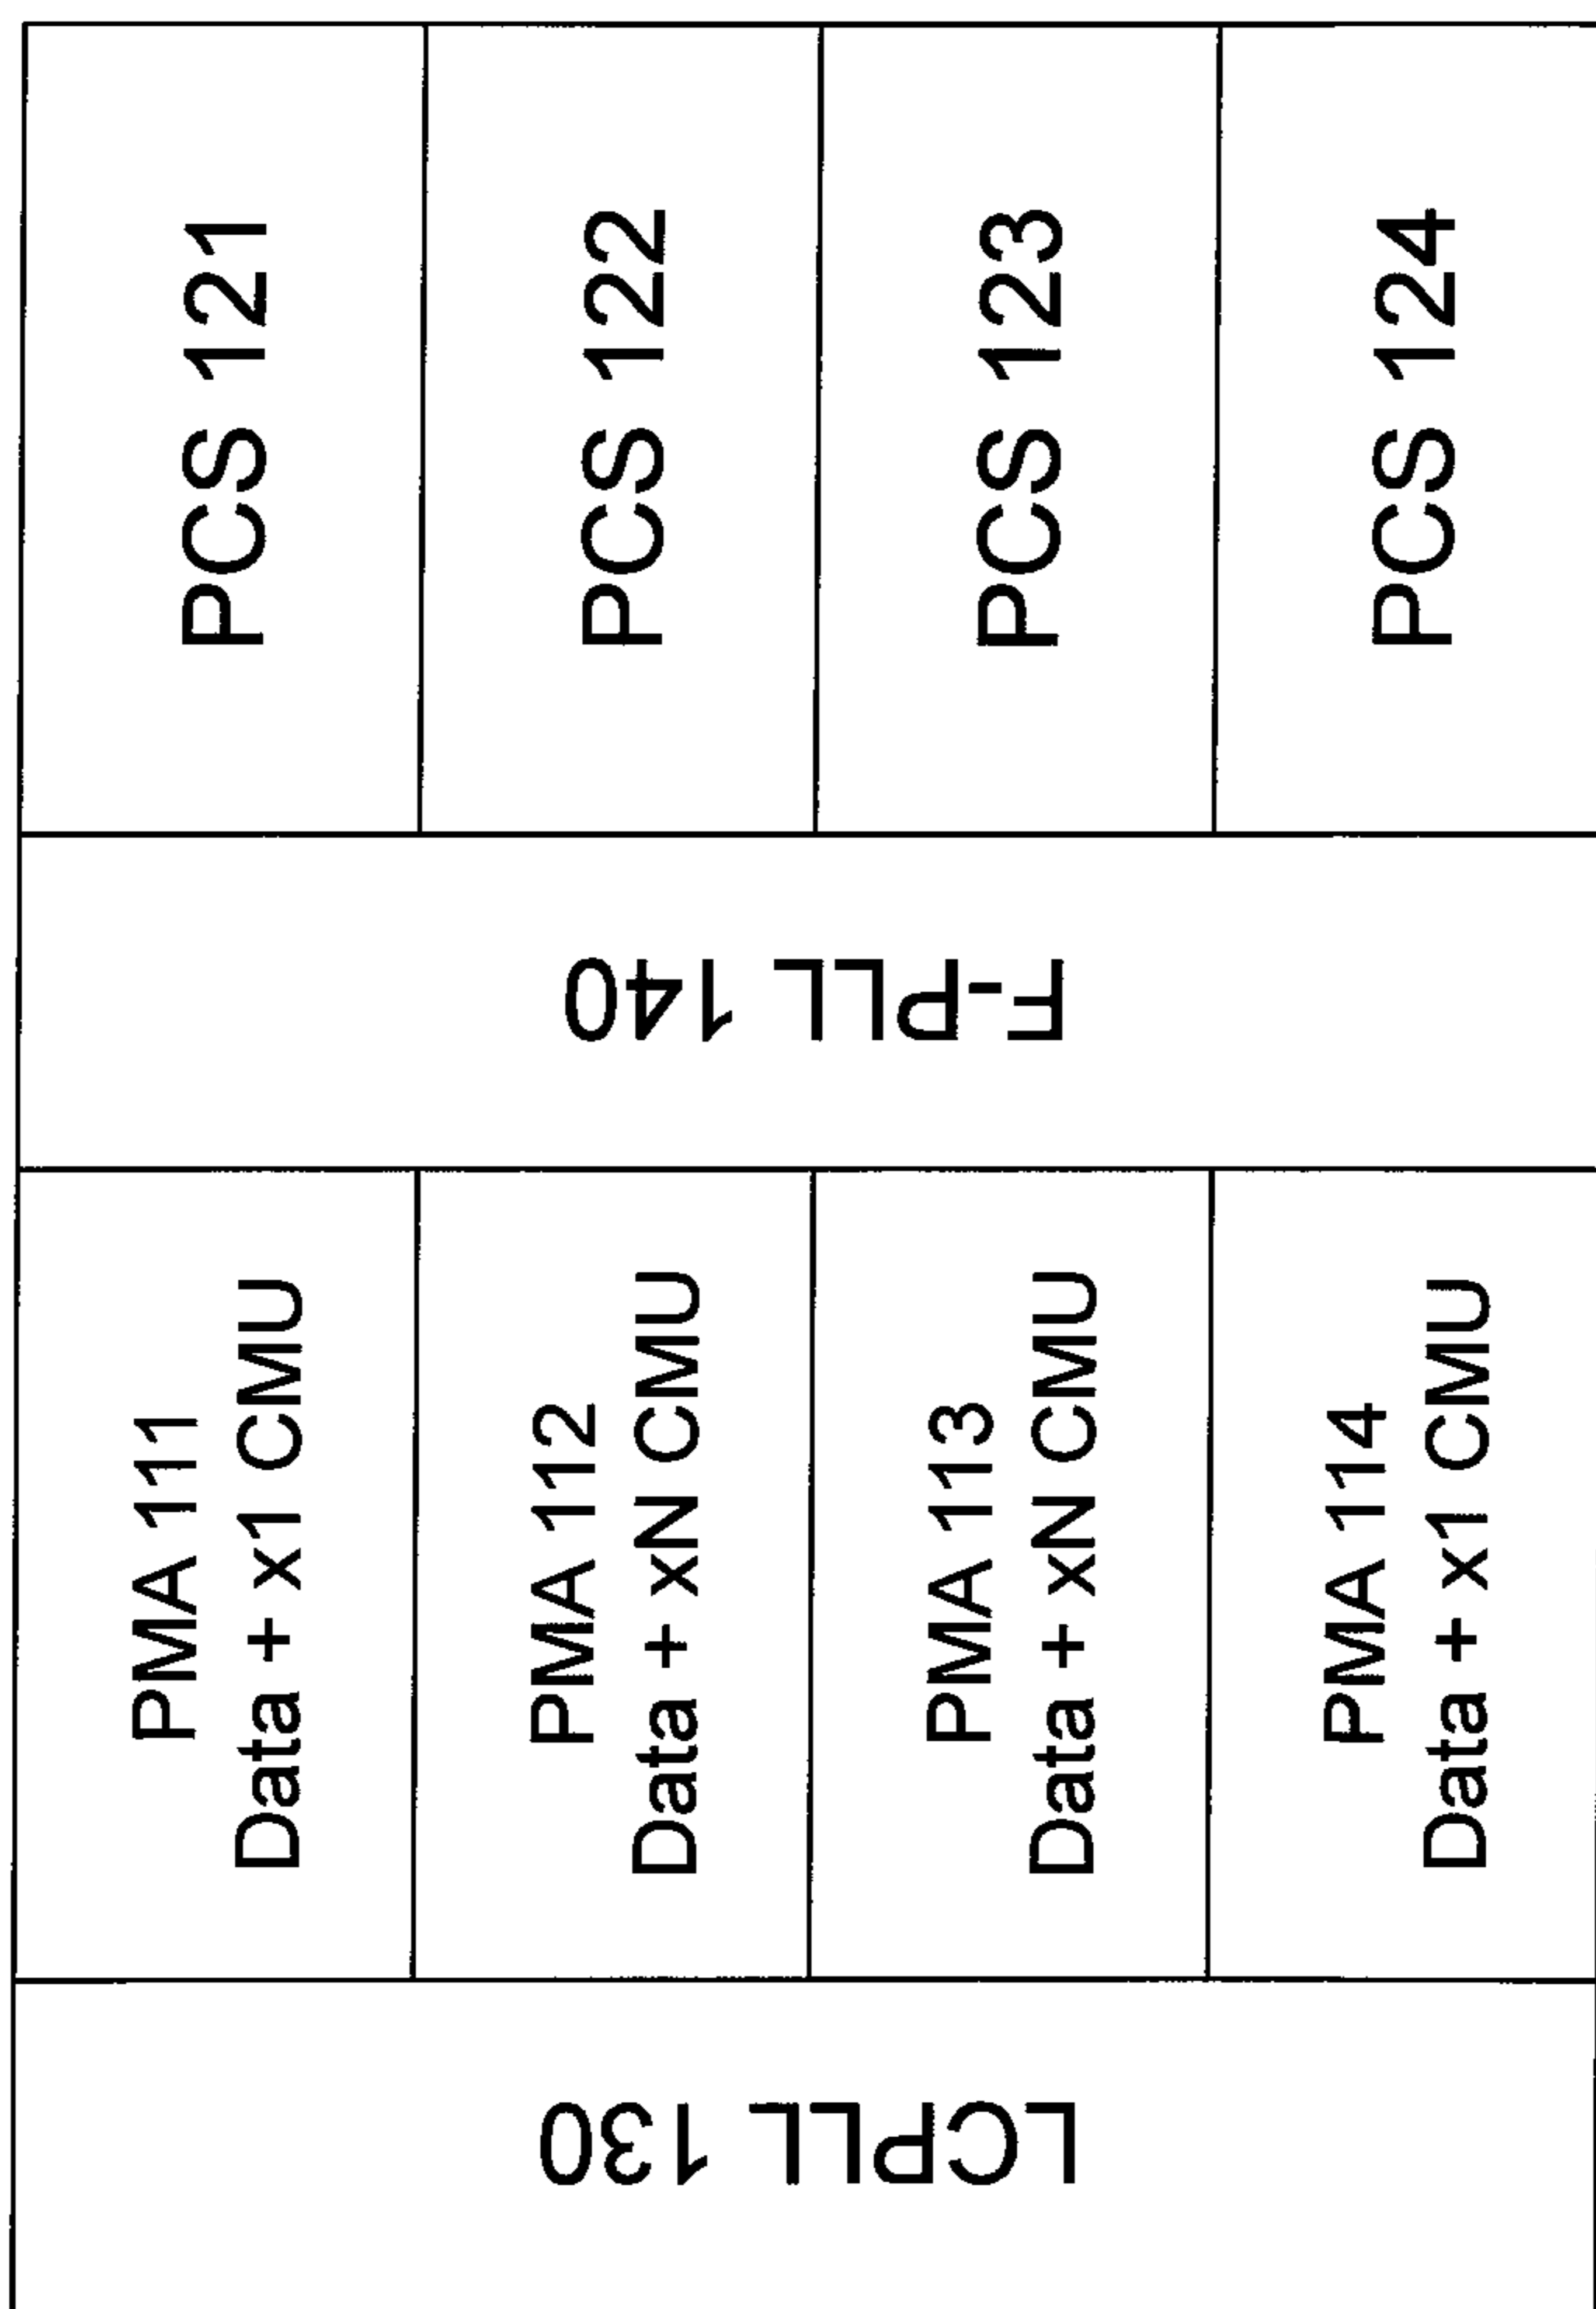 PCS 121
PCS 122
PCS 123
PCS 124
F-PLL 140
PMA 111
Data + x1 CMU
PMA 112
Data + xN CMU
PMA 113
Data + xN CMU
PMA 114
Data + x1 CMU
LCPLL 130